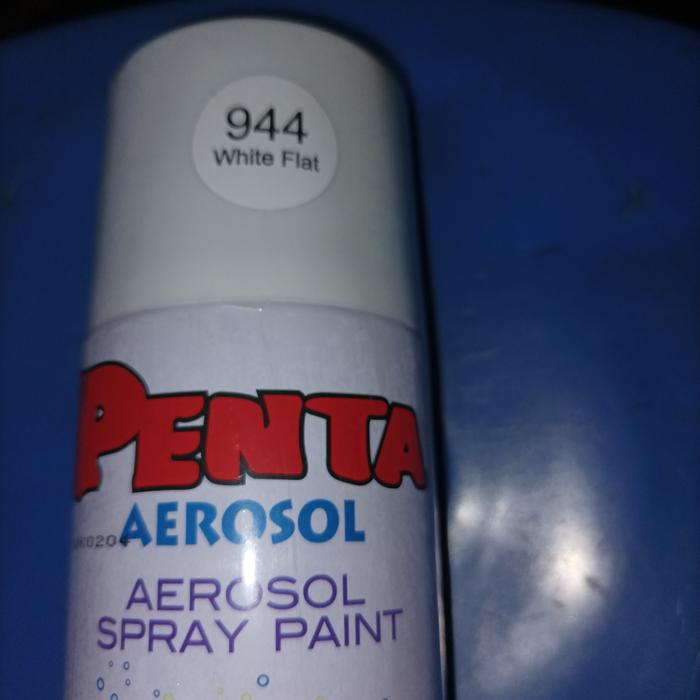 944
White Flat
PENTA
AEROSOL
AEROSOL
SPRAY PAINT